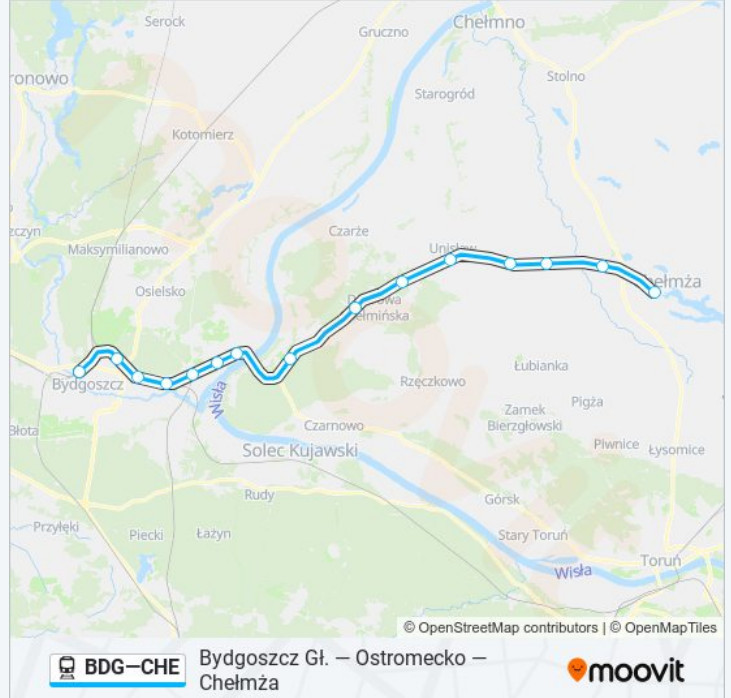 Serock
Gruczno
Chełmno
ronowo
Stolno
Starogród
Kotomierz
zczyn
Czarże
Maksymilianowo
Unisław
Osielsko
ełmża
Dąbrowa
ełmińska
Łubianka
Bydgoszcz
Rzęczkowo
Wisła
Pigża
Zamek
Bierzgłowski
Błota
Czarnowo
Piwnice
Łysomice
Solec Kujawski
Rudy
Górsk
Przyłęki
Piecki
Łażyn
Stary Toruń
Toruń
Wisła
© OpenStreetMap contributors | © OpenMapTiles
BDG—CHE
Bydgoszcz Gł. — Ostromecko —
Chełmża
moovit